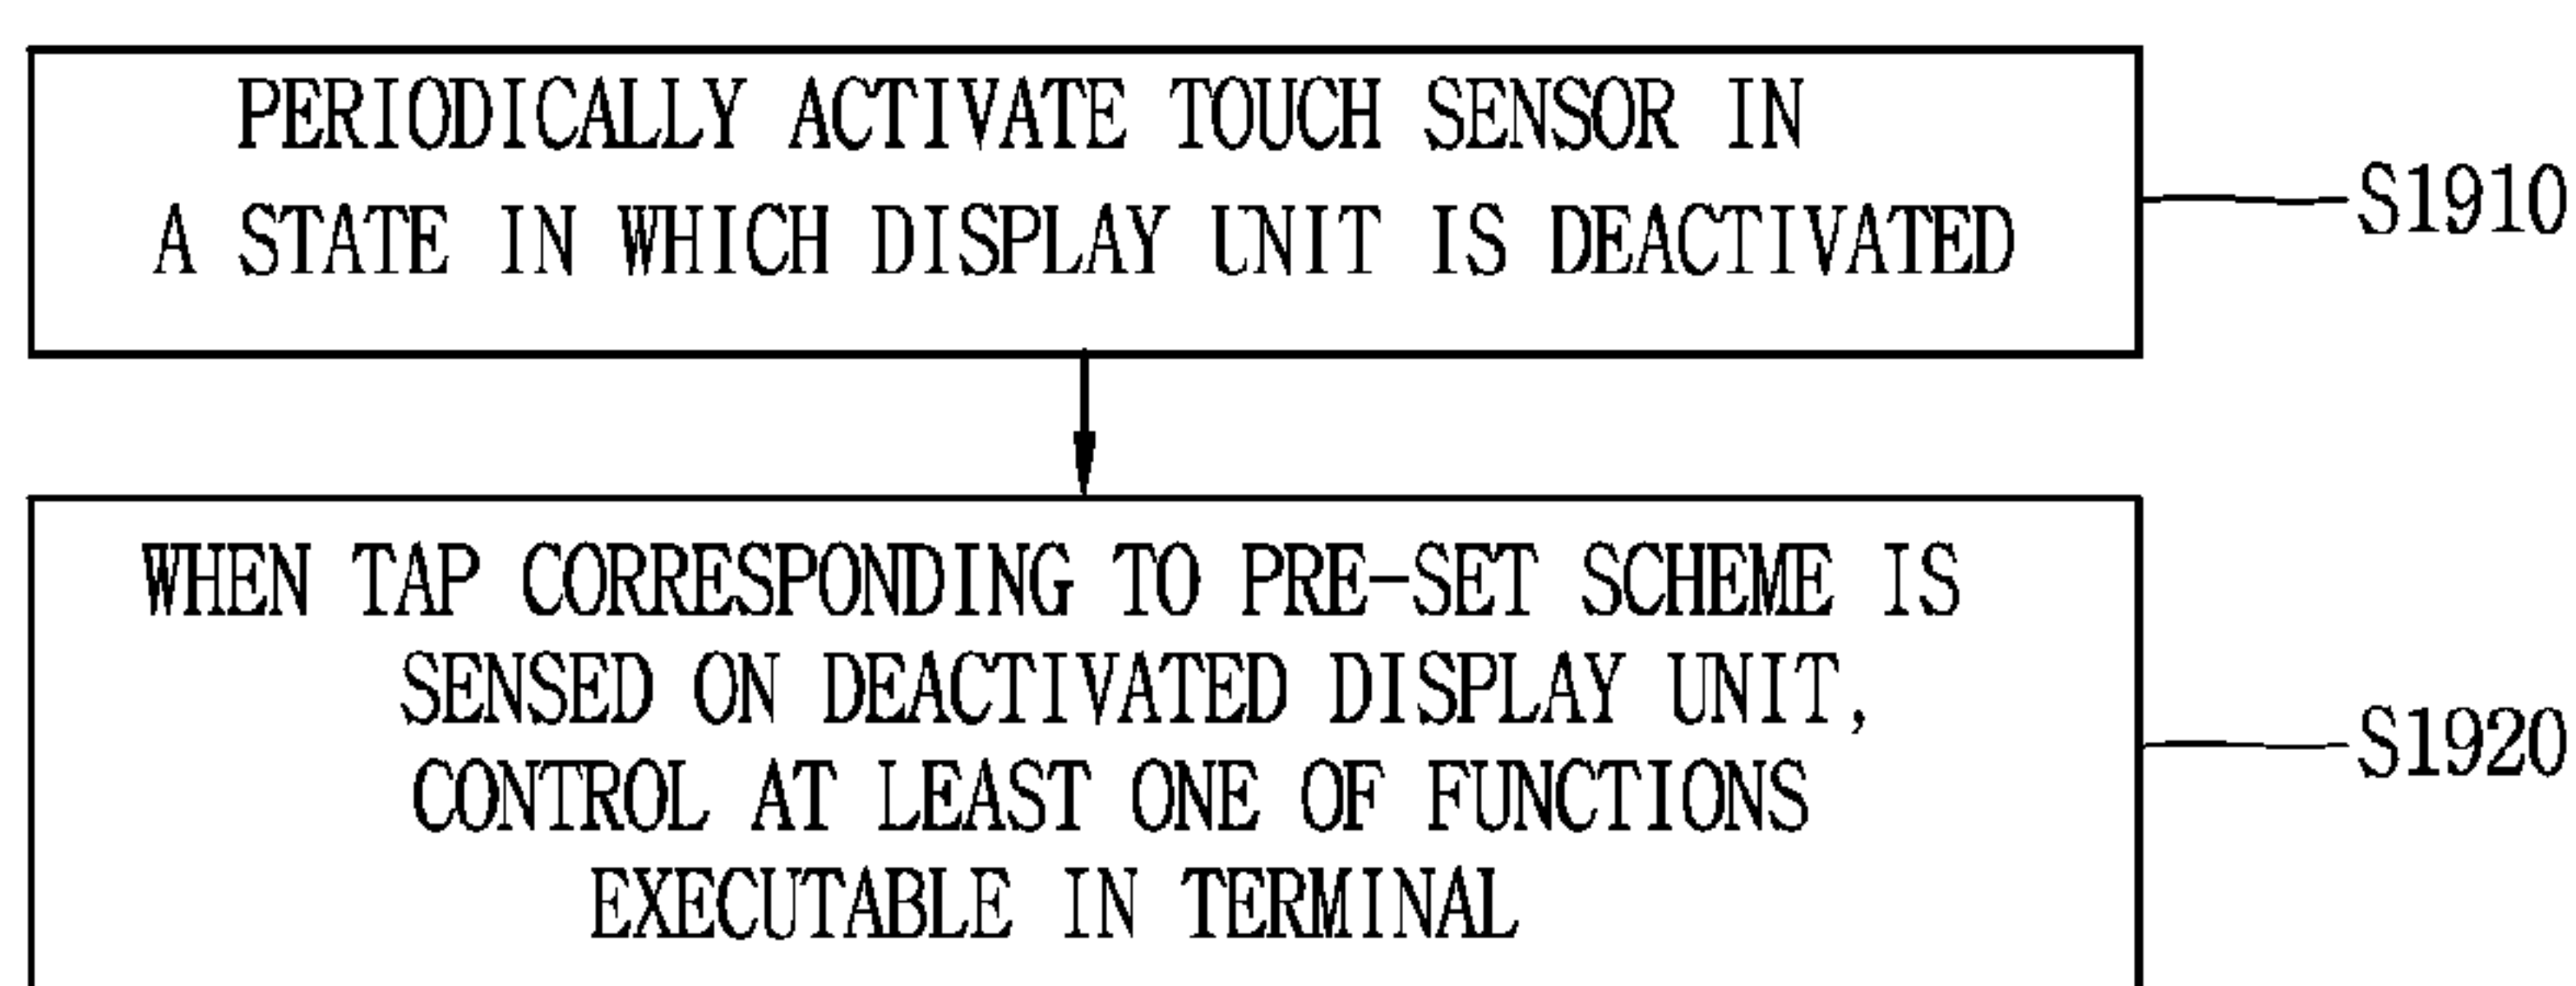 PERIODICALLY ACTIVATE TOUCH SENSOR IN
A STATE IN WHICH DISPLAY UNIT IS DEACTIVATED
S1910
WHEN TAP CORRESPONDING TO PRE-SET SCHEME IS
SENSED ON DEACTIVATED DISPLAY UNIT,
CONTROL AT LEAST ONE OF FUNCTIONS
EXECUTABLE IN TERMINAL
S1920